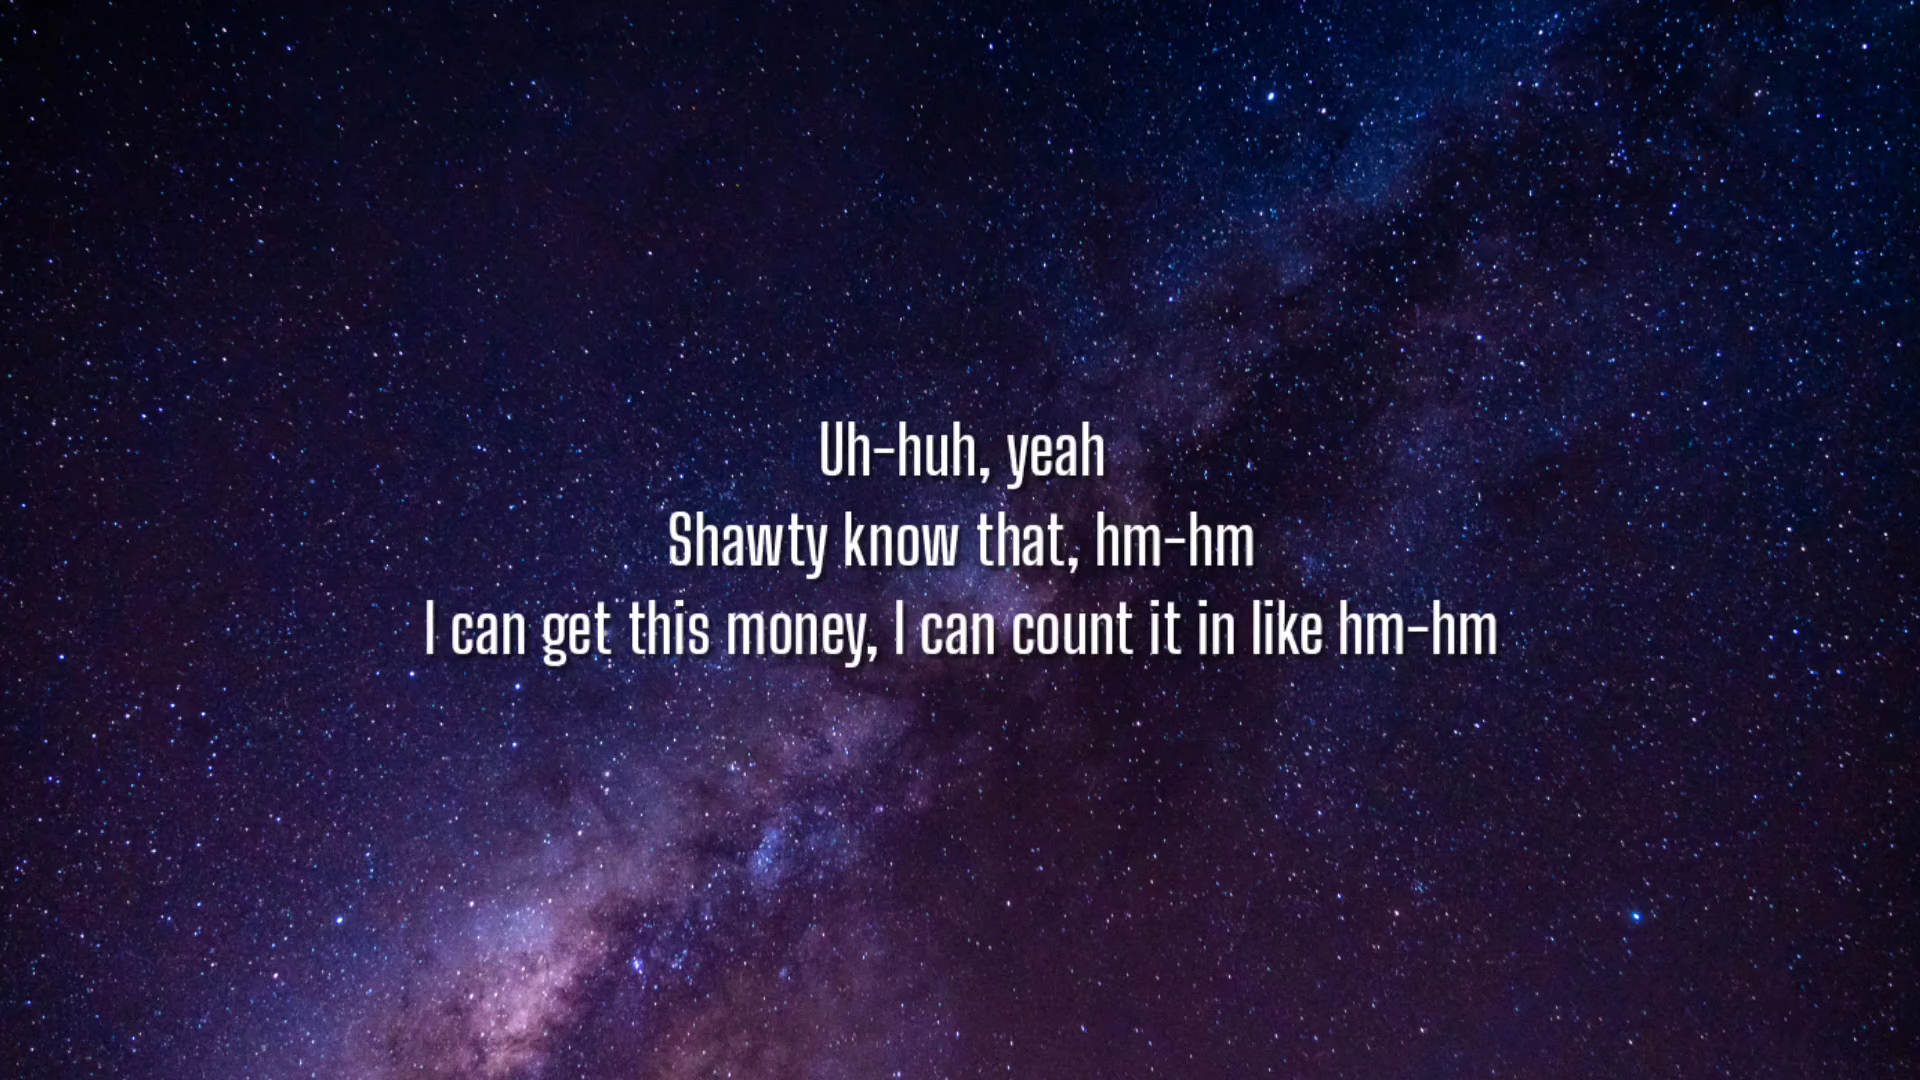 Uh-huh, yeah
Shawty know that, hm-hm
I can get this money, I can count it in like hm-hm